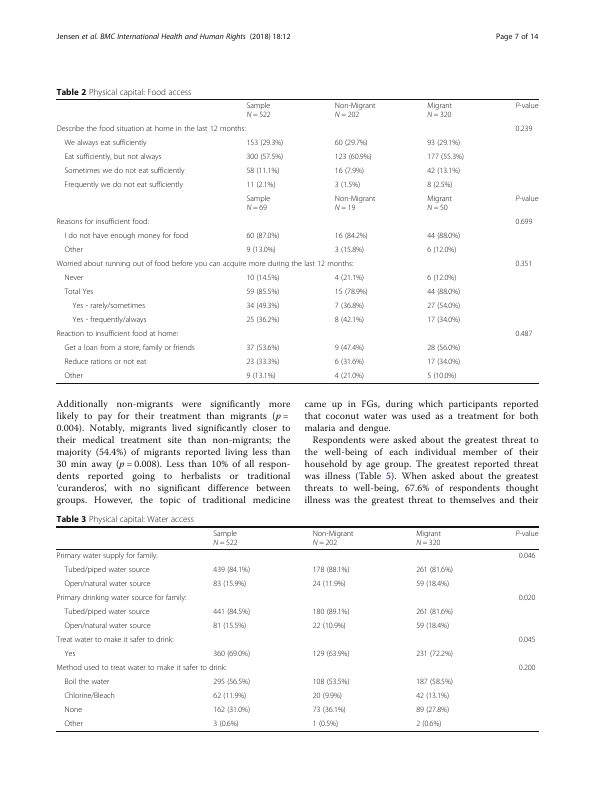 Jensen et al. BMC International Health and Human Rights (2018) 18:12 Page 7 of 14
Table 2 Physical capital: Food access
Sample Non-Migrant Migrant P-value
N = 522 N = 202 N = 320
Describe the food situation at home in the last 12 months: 0.239
We always eat sufficiently 153 (29.3%) 60 (29.7%) 93 (29.1%)
Eat sufficiently, but not always 300 (57.5%) 123 (60.9%) 177 (55.3%)
Sometimes we do not eat sufficiently 58 (11.1%) 16 (7.9%) 42 (13.1%)
Frequently we do not eat sufficiently 11 (2.1%) 3 (1.5%) 8 (2.5%)
Sample Non-Migrant Migrant P-value
N = 69 N = 19 N = 50
Reasons for insufficient food: 0.699
I do not have enough money for food 60 (87.0%) 16 (84.2%) 44 (88.0%)
Other 9 (13.0%) 3 (15.8%) 6 (12.0%)
Worried about running out of food before you can acquire more during the last 12 months: 0.351
Never 10 (14.5%) 4 (21.1%) 6 (12.0%)
Total Yes 59 (85.5%) 15 (78.9%) 44 (88.0%)
Yes - rarely/sometimes 34 (49.3%) 7 (36.8%) 27 (54.0%)
Yes - frequently/always 25 (36.2%) 8 (42.1%) 17 (34.0%)
Reaction to insufficient food at home: 0.487
Get a loan from a store, family or friends 37 (53.6%) 9 (47.4%) 28 (56.0%)
Reduce rations or not eat 23 (33.3%) 6 (31.6%) 17 (34.0%)
Other 9 (13.1%) 4 (21.0%) 5 (10.0%)
Additionally non-migrants were significantly more
likely to pay for their treatment than migrants (p =
0.004). Notably, migrants lived significantly closer to
their medical treatment site than non-migrants; the
majority (54.4%) of migrants reported living less than
30 min away (p = 0.008). Less than 10% of all respon-
dents reported going to herbalists or traditional
‘curanderos’, with no significant difference between
groups. However, the topic of traditional medicine
came up in FGs, during which participants reported
that coconut water was used as a treatment for both
malaria and dengue.
Respondents were asked about the greatest threat to
the well-being of each individual member of their
household by age group. The greatest reported threat
was illness (Table 5). When asked about the greatest
threats to well-being, 67.6% of respondents thought
illness was the greatest threat to themselves and their
Table 3 Physical capital: Water access
Sample Non-Migrant Migrant P-value
N = 522 N = 202 N = 320
Primary water supply for family: 0.046
Tubed/piped water source 439 (84.1%) 178 (88.1%) 261 (81.6%)
Open/natural water source 83 (15.9%) 24 (11.9%) 59 (18.4%)
Primary drinking water source for family: 0.020
Tubed/piped water source 441 (84.5%) 180 (89.1%) 261 (81.6%)
Open/natural water source 81 (15.5%) 22 (10.9%) 59 (18.4%)
Treat water to make it safer to drink: 0.045
Yes 360 (69.0%) 129 (63.9%) 231 (72.2%)
Method used to treat water to make it safer to drink: 0.200
Boil the water 295 (56.5%) 108 (53.5%) 187 (58.5%)
Chlorine/Bleach 62 (11.9%) 20 (9.9%) 42 (13.1%)
None 162 (31.0%) 73 (36.1%) 89 (27.8%)
Other 3 (0.6%) 1 (0.5%) 2 (0.6%)